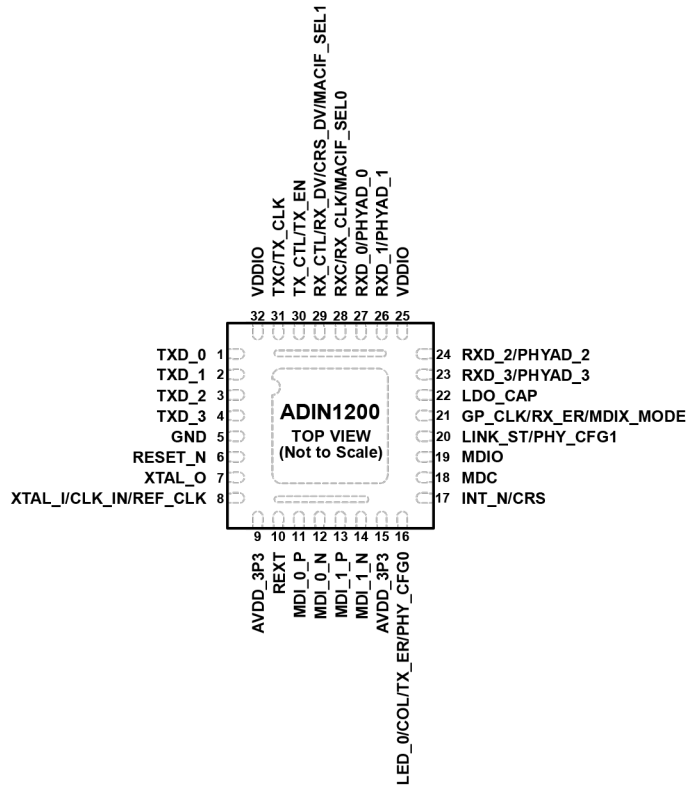 VDDIO
TXC/TX_CLK
TX_CTL/TX_EN
RX_CTL/RX_DV/CRS_DV/MACIF_SEL1
RXC/RX_CLK/MACIF_SEL0
RXD_0/PHYAD_0
RXD_1/PHYAD_1
VDDIO
32 31 30 29 28 27 26 25
TXD_0 1
TXD_1 2
TXD_2 3
TXD_3 4
GND 5
RESET_N 6
XTAL_O 7
XTAL_I/CLK_IN/REF_CLK 8
ADIN1200
TOP VIEW
(Not to Scale)
24 RXD_2/PHYAD_2
23 RXD_3/PHYAD_3
22 LDO_CAP
21 GP_CLK/RX_ER/MDIX_MODE
20 LINK_ST/PHY_CFG1
19 MDIO
18 MDC
17 INT_N/CRS
9 10 11 12 13 14 15 16
AVDD_3P3
REXT
MDI_0_P
MDI_0_N
MDI_1_P
MDI_1_N
AVDD_3P3
LED_0/COL/TX_ER/PHY_CFG0